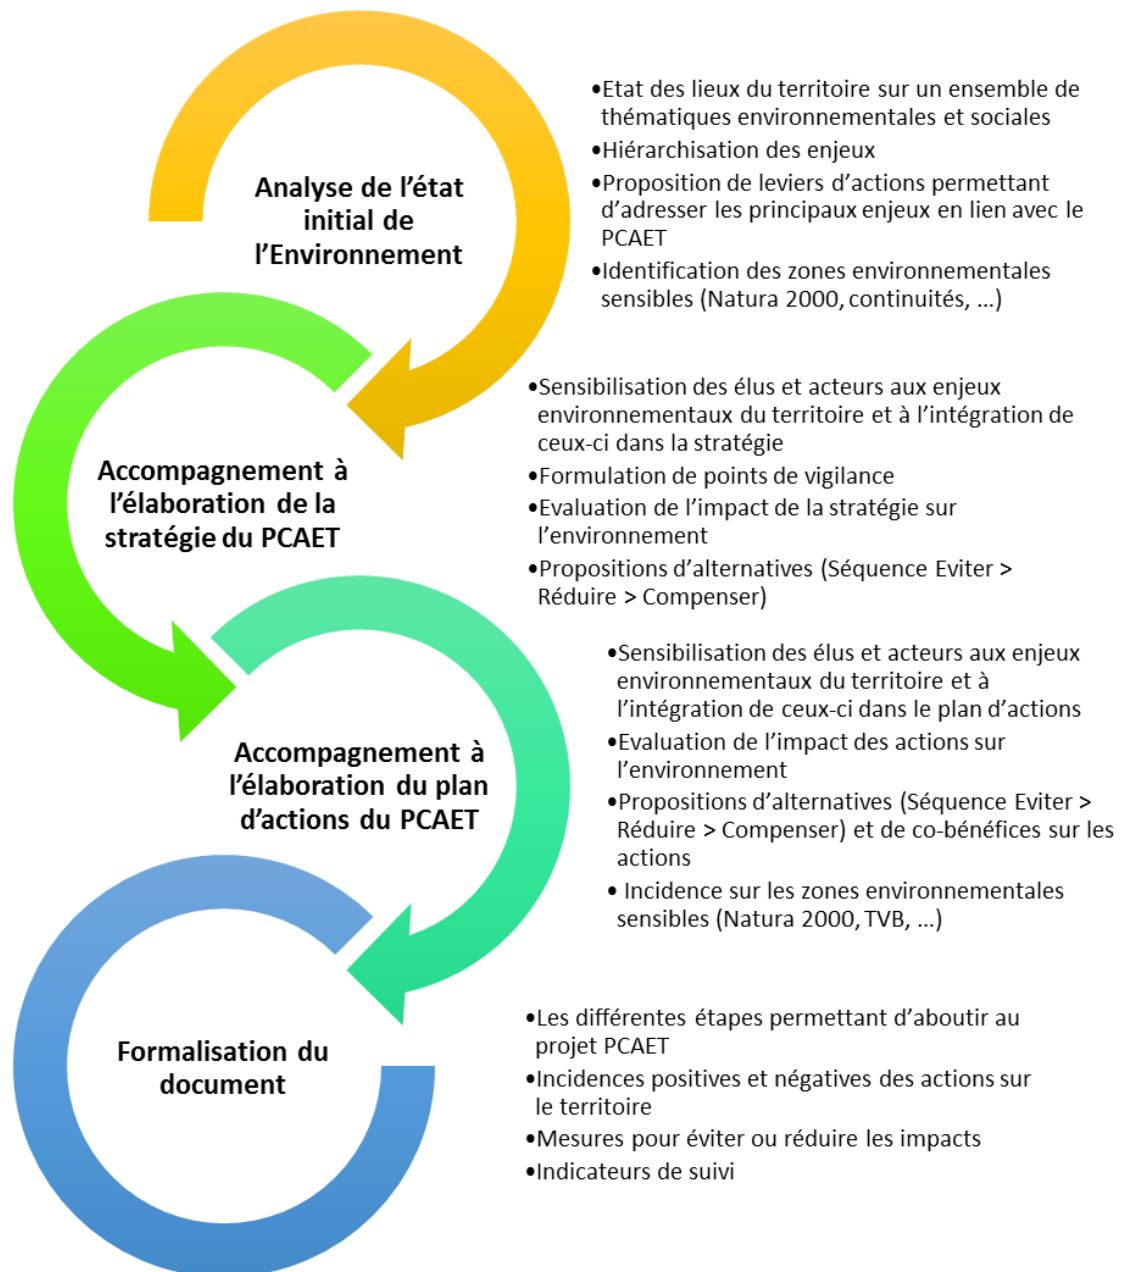 Analyse de l’état
initial de
l’Environnement
•Etat des lieux du territoire sur un ensemble de
thématiques environnementales et sociales
•Hiérarchisation des enjeux
•Proposition de leviers d’actions permettant
d’adresser les principaux enjeux en lien avec le
PCAET
•Identification des zones environnementales
sensibles (Natura 2000, continuités, ...)
Accompagnement à
l’élaboration de la
stratégie du PCAET
•Sensibilisation des élus et acteurs aux enjeux
environnementaux du territoire et à l’intégration de
ceux-ci dans la stratégie
•Formulation de points de vigilance
•Evaluation de l’impact de la stratégie sur
l’environnement
•Propositions d’alternatives (Séquence Eviter >
Réduire > Compenser)
Accompagnement à
l’élaboration du plan
d’actions du PCAET
•Sensibilisation des élus et acteurs aux enjeux
environnementaux du territoire et à
l’intégration de ceux-ci dans le plan d’actions
•Evaluation de l’impact des actions sur
l’environnement
•Propositions d’alternatives (Séquence Eviter >
Réduire > Compenser) et de co-bénéfices sur les
actions
• Incidence sur les zones environnementales
sensibles (Natura 2000, TVB, ...)
Formalisation du
document
•Les différentes étapes permettant d’aboutir au
projet PCAET
•Incidences positives et négatives des actions sur
le territoire
•Mesures pour éviter ou réduire les impacts
•Indicateurs de suivi